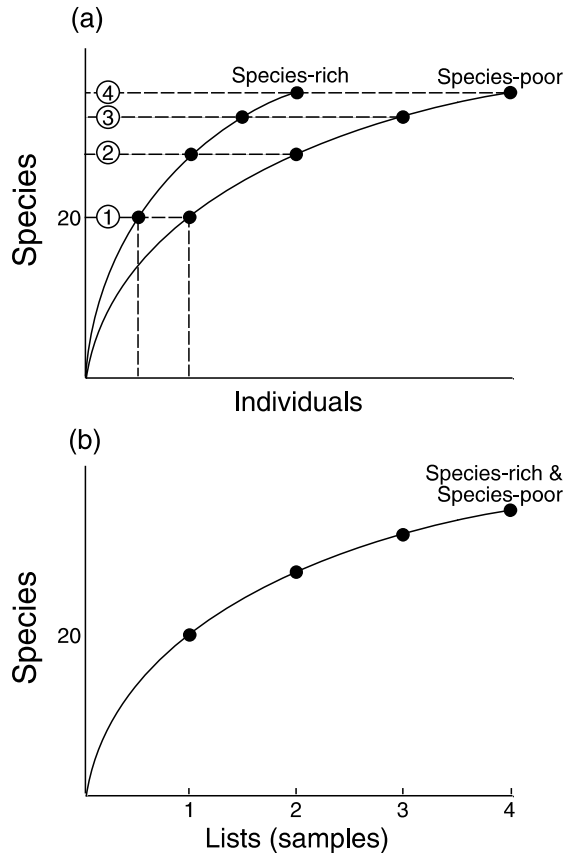 (a)
Species-rich
Species-poor
4
3
2
1
20
Species
Individuals
(b)
Species-rich &
Species-poor
20
Species
1 2 3 4
Lists (samples)